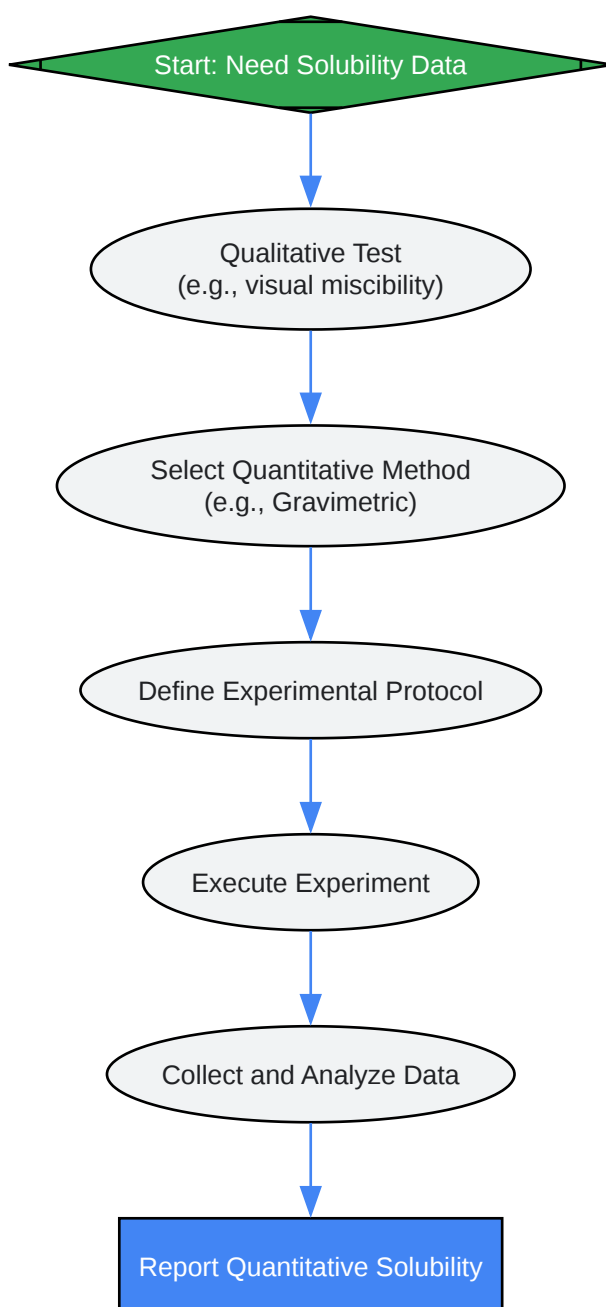 Start: Need Solubility Data
Qualitative Test
(e.g., visual miscibility)
Select Quantitative Method
(e.g., Gravimetric)
Define Experimental Protocol
Execute Experiment
Collect and Analyze Data
Report Quantitative Solubility